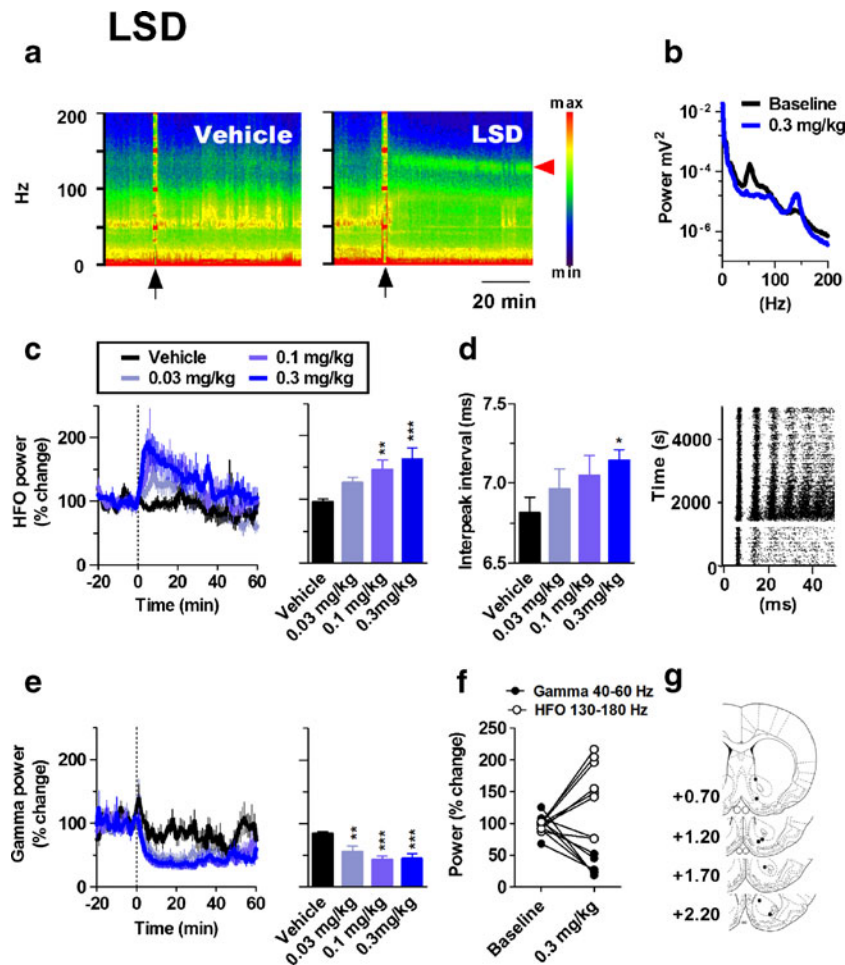 LSD
a
200
100
0
Hz
Vehicle
LSD
max
min
20 min
b
Baseline
0.3 mg/kg
10-2
10-4
10-6
Power mV2
0 100 200
(Hz)
c
Vehicle
0.1 mg/kg
0.03 mg/kg
0.3 mg/kg
200
150
100
50
0
HFO power
(% change)
-20 0 20 40 60
Time (min)
**
***
Vehicle
0.03 mg/kg
0.1 mg/kg
0.3mg/kg
d
7.5
7.0
6.5
Interpeak interval (ms)
*
Vehicle
0.03 mg/kg
0.1 mg/kg
0.3mg/kg
4000
2000
0
Time (s)
0 20 40
(ms)
e
200
150
100
50
0
Gamma power
(% change)
-20 0 20 40 60
Time (min)
**
***
***
Vehicle
0.03 mg/kg
0.1 mg/kg
0.3mg/kg
f
Gamma 40-60 Hz
HFO 130-180 Hz
250
200
150
100
50
0
Power (% change)
Baseline
0.3 mg/kg
g
+0.70
+1.20
+1.70
+2.20